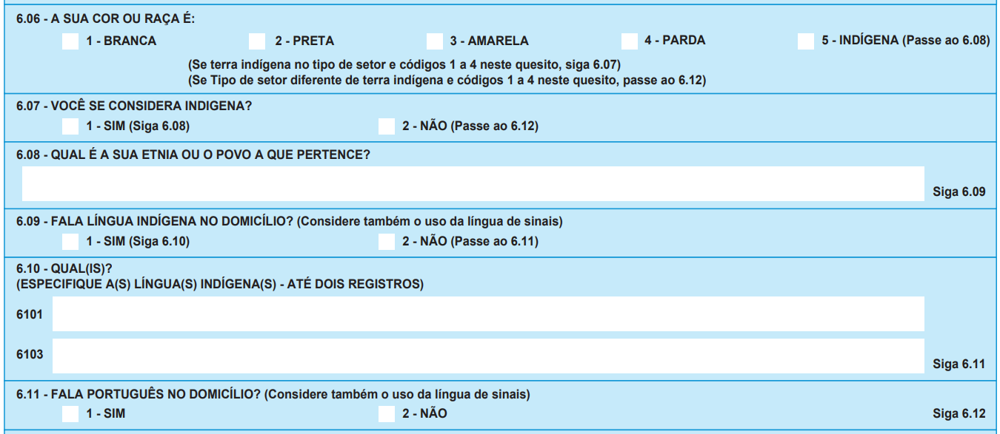 6.06 - A SUA COR OU RAÇA É:
1 - BRANCA 2 - PRETA 3 - AMARELA 4 - PARDA 5 - INDÍGENA (Passe ao 6.08)
(Se terra indígena no tipo de setor e códigos 1 a 4 neste quesito, siga 6.07)
(Se Tipo de setor diferente de terra indígena e códigos 1 a 4 neste quesito, passe ao 6.12)
6.07 - VOCÊ SE CONSIDERA INDIGENA?
1 - SIM (Siga 6.08) 2 - NÃO (Passe ao 6.12)
6.08 - QUAL É A SUA ETNIA OU O POVO A QUE PERTENCE?
Siga 6.09
6.09 - FALA LÍNGUA INDÍGENA NO DOMICÍLIO? (Considere também o uso da língua de sinais)
1 - SIM (Siga 6.10) 2 - NÃO (Passe ao 6.11)
6.10 - QUAL(IS)?
(ESPECIFIQUE A(S) LÍNGUA(S) INDÍGENA(S) - ATÉ DOIS REGISTROS)
6101
6103 Siga 6.11
6.11 - FALA PORTUGUÊS NO DOMICÍLIO? (Considere também o uso da língua de sinais)
1 - SIM 2 - NÃO Siga 6.12